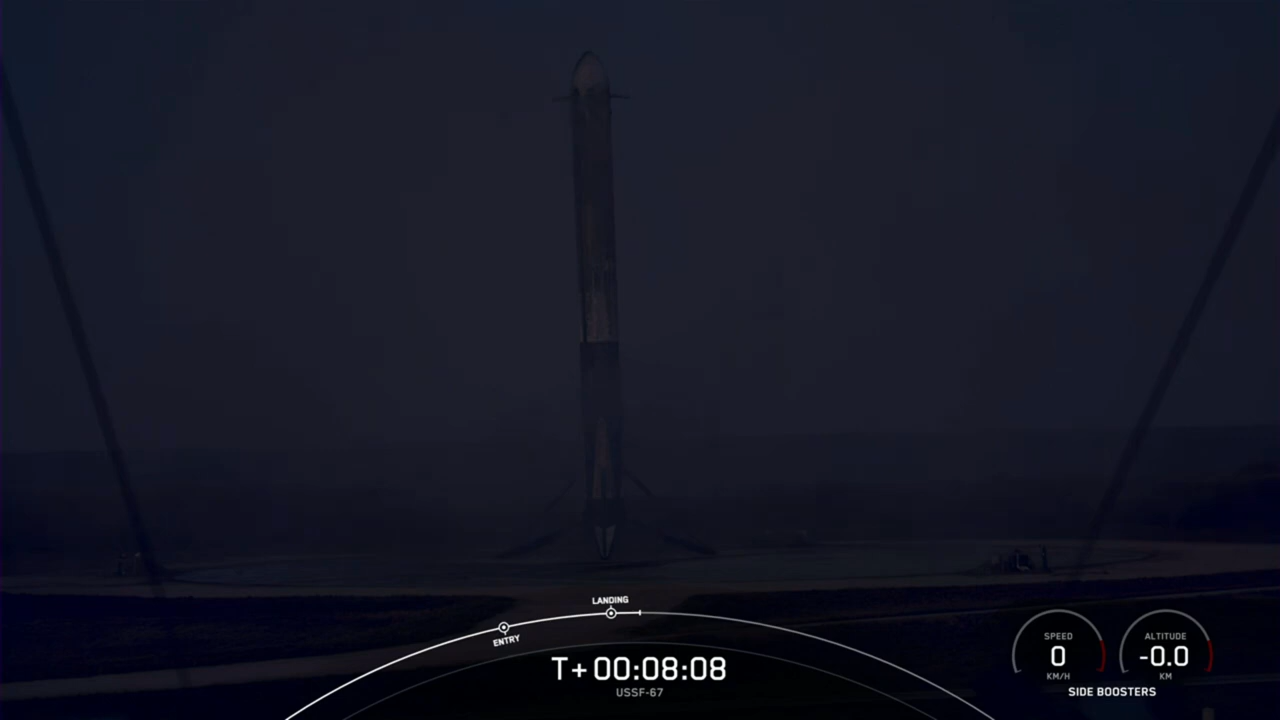 LANDING
ENTRY
T+00:08:08
USSF-67
SPEED
0
KM/H
ALTITUDE
-0.0
KM
SIDE BOOSTERS